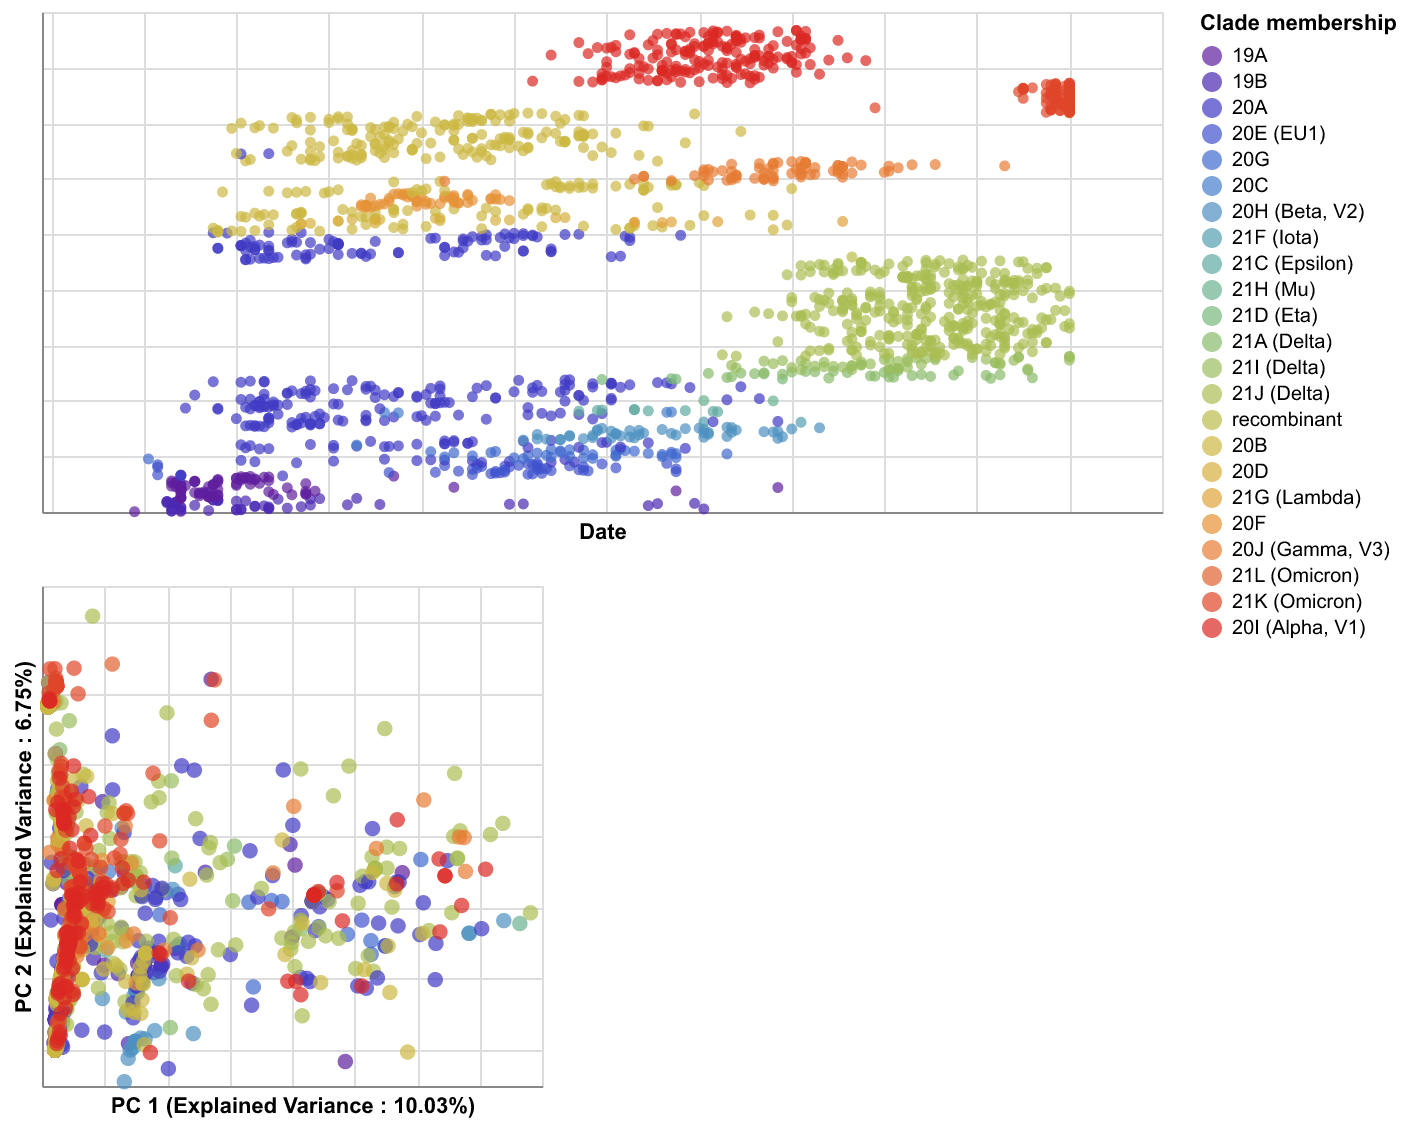 Clade membership
19A
19B
20A
20E (EU1)
20G
20C
20H (Beta, V2)
21F (Iota)
21C (Epsilon)
21H (Mu)
21D (Eta)
21A (Delta)
21I (Delta)
21J (Delta)
recombinant
20B
20D
21G (Lambda)
20F
20J (Gamma, V3)
21L (Omicron)
21K (Omicron)
20I (Alpha, V1)
Date
PC 2 (Explained Variance : 6.75%)
PC 1 (Explained Variance : 10.03%)